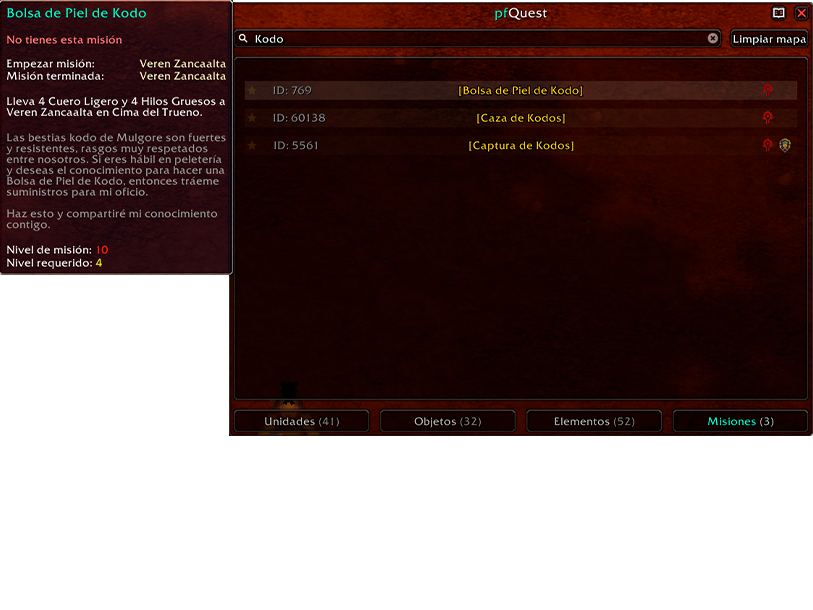 Bolsa de Piel de Kodo
No tienes esta misión
Empezar misión: Veren Zancaalta
Misión terminada: Veren Zancaalta
Lleva 4 Cuero Ligero y 4 Hilos Gruesos a
Veren Zancaalta en Cima del Trueno.
Las bestias kodo de Mulgore son fuertes
y resistentes, rasgos muy respetados
entre nosotros. Si eres hábil en peletería
y deseas el conocimiento para hacer una
Bolsa de Piel de Kodo, entonces tráeme
suministros para mi oficio.
Haz esto y compartiré mi conocimiento
contigo.
Nivel de misión: 10
Nivel requerido: 4
pfQuest
Kodo
Limpiar mapa
ID: 769 [Bolsa de Piel de Kodo]
ID: 60138 [Caza de Kodos]
ID: 5561 [Captura de Kodos]
Unidades (41) Objetos (32) Elementos (52) Misiones (3)